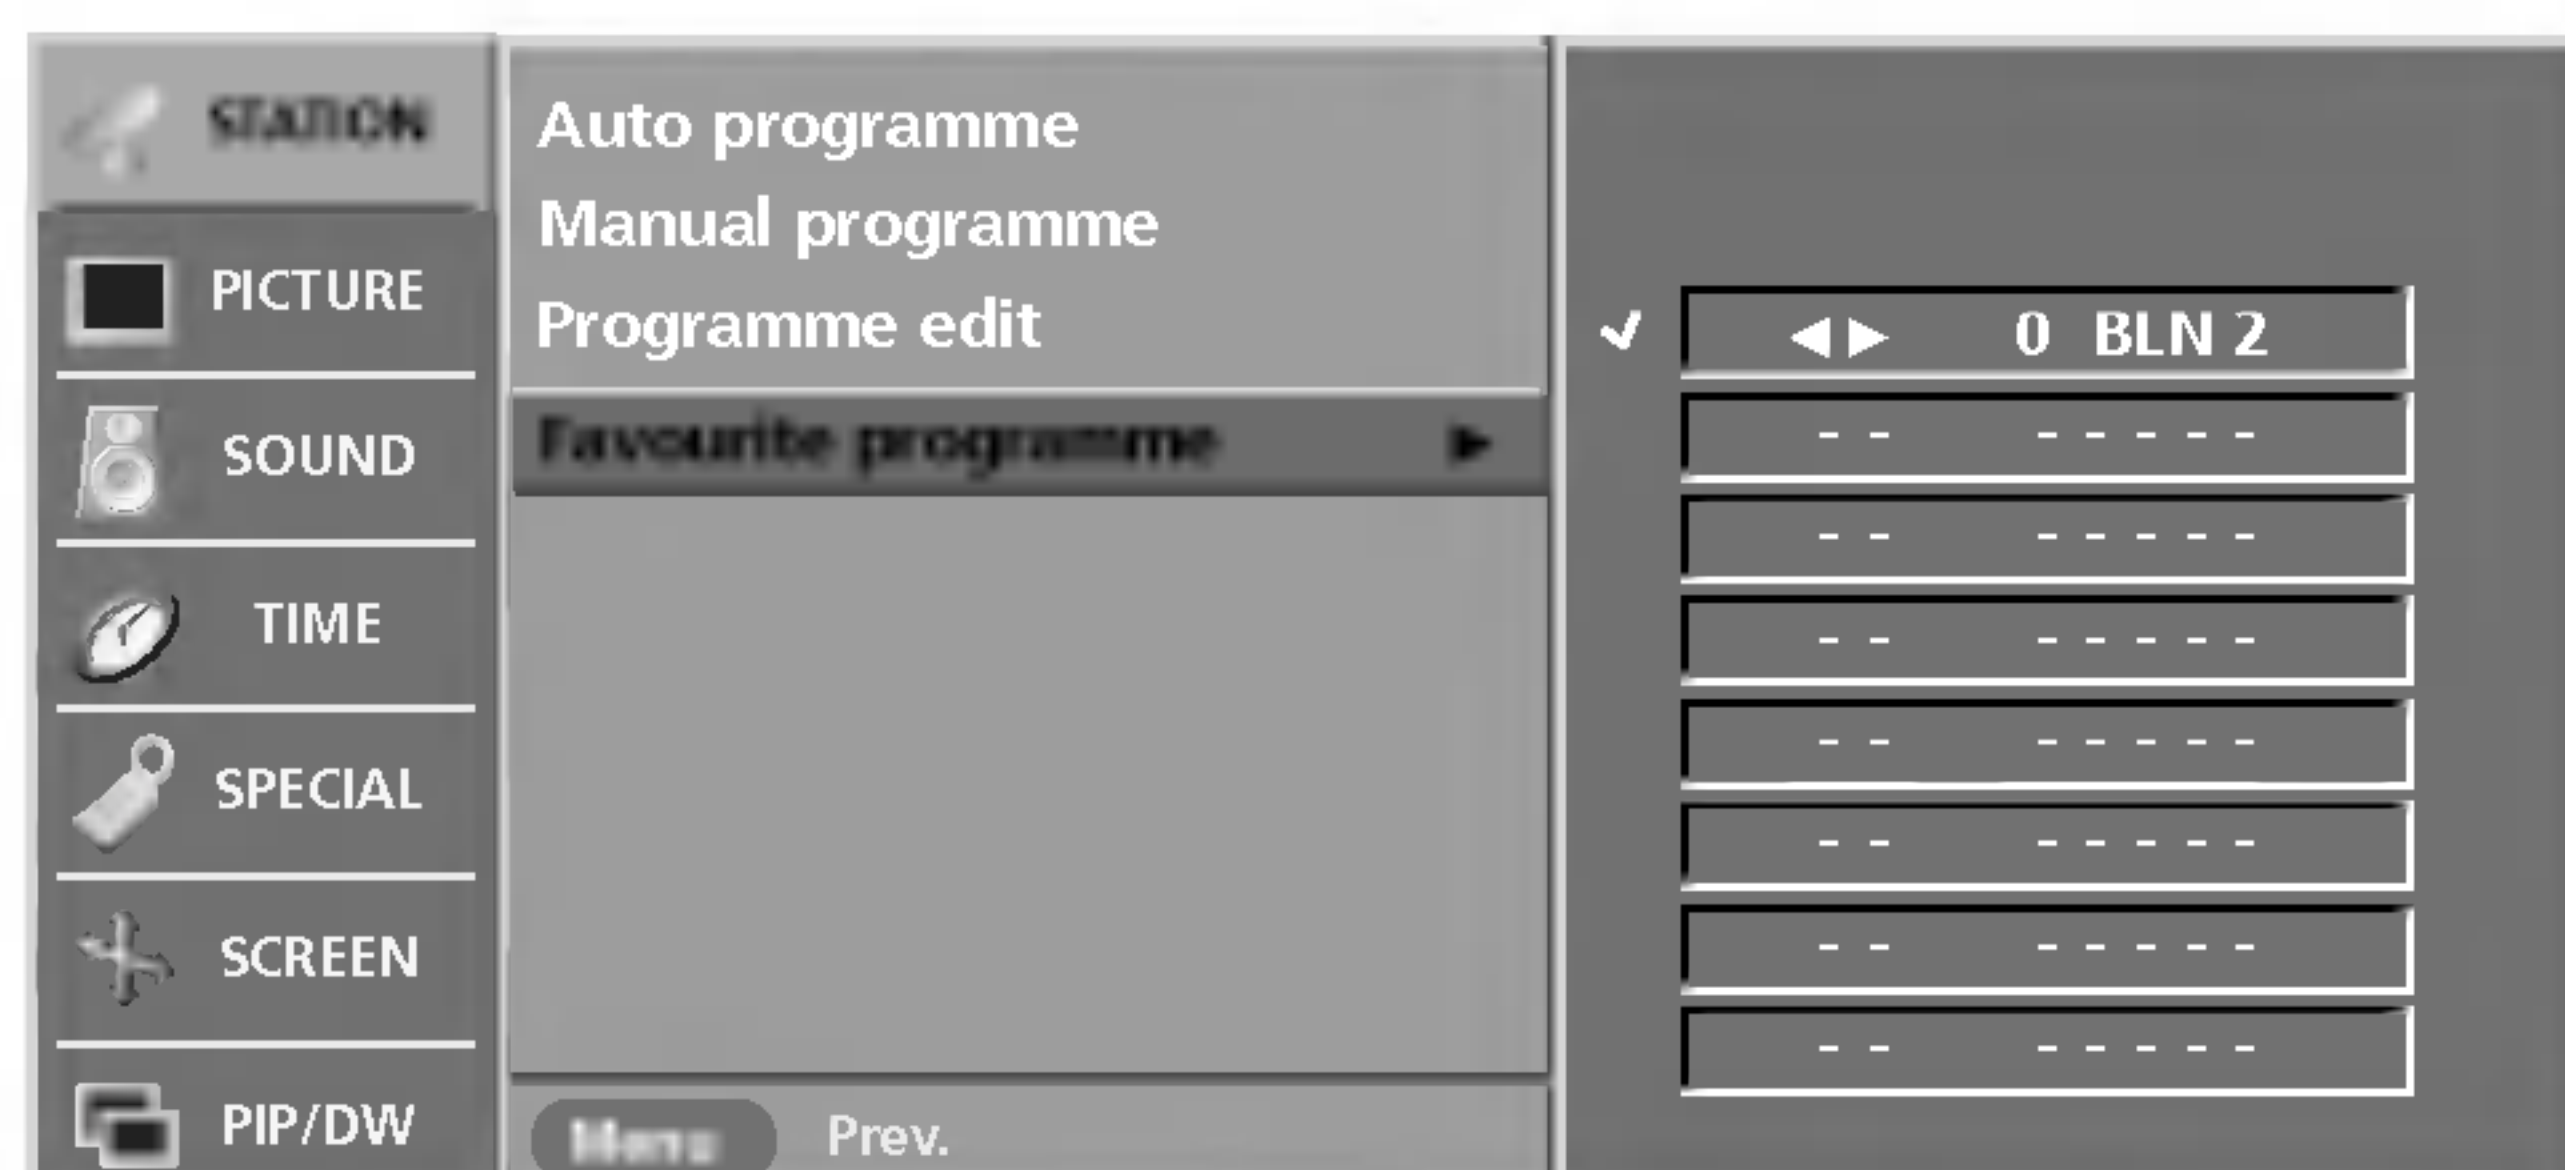 STATION
PICTURE
SOUND
TIME
SPECIAL
SCREEN
PIP/DW
Auto programme
Manual programme
Programme edit
Favourite programme ▶
Menu Prev.
✓ ◀ ▶ 0 BLN 2
- - - - - - -
- - - - - - -
- - - - - - -
- - - - - - -
- - - - - - -
- - - - - - -
- - - - - - -